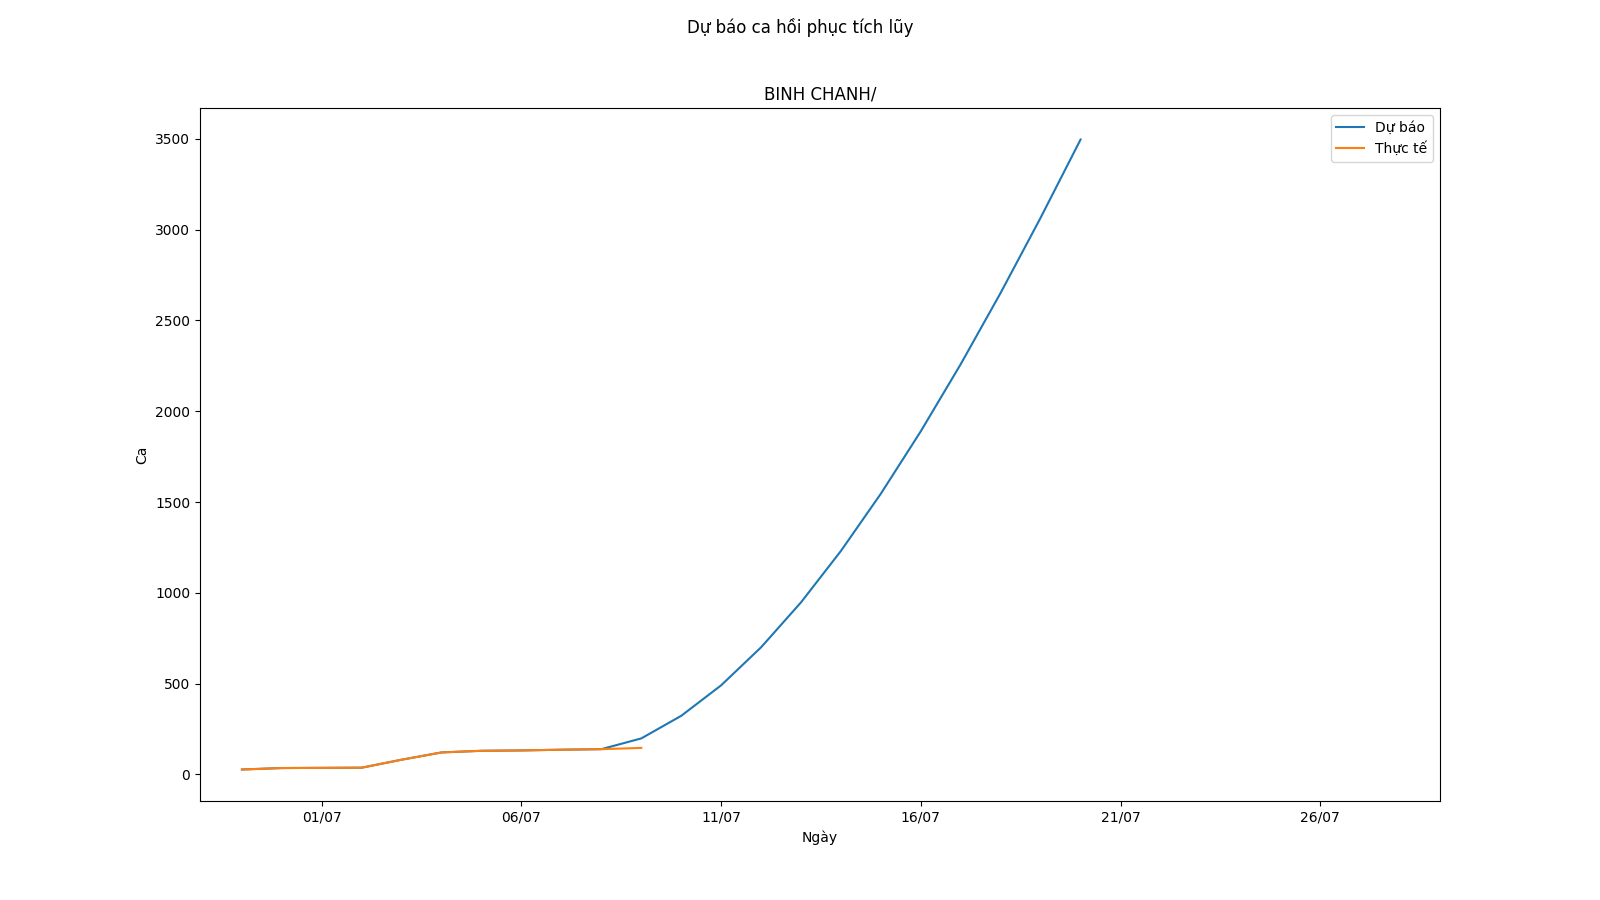 Dự báo ca hồi phục tích lũy
BINH CHANH/
Dự báo
Thực tế
3500
3000
2500
2000
1500
1000
500
0
Ca
01/07
06/07
11/07
16/07
21/07
26/07
Ngày